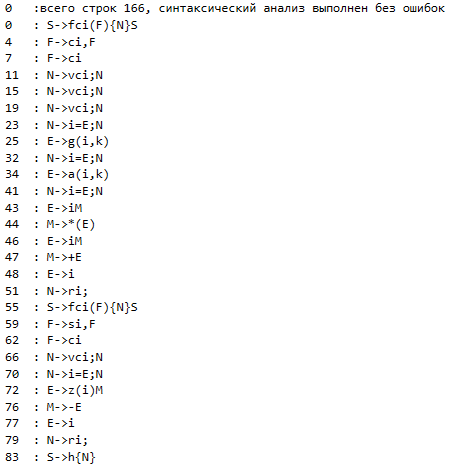 0 :всего строк 166, синтаксический анализ выполнен без ошибок
0 : S->fci(F){N}S
4 : F->ci,F
7 : F->ci
11 : N->vci;N
15 : N->vci;N
19 : N->vci;N
23 : N->i=E;N
25 : E->g(i,k)
32 : N->i=E;N
34 : E->a(i,k)
41 : N->i=E;N
43 : E->iM
44 : M->*(E)
46 : E->iM
47 : M->+E
48 : E->i
51 : N->ri;
55 : S->fci(F){N}S
59 : F->si,F
62 : F->ci
66 : N->vci;N
70 : N->i=E;N
72 : E->z(i)M
76 : M->-E
77 : E->i
79 : N->ri;
83 : S->h{N}